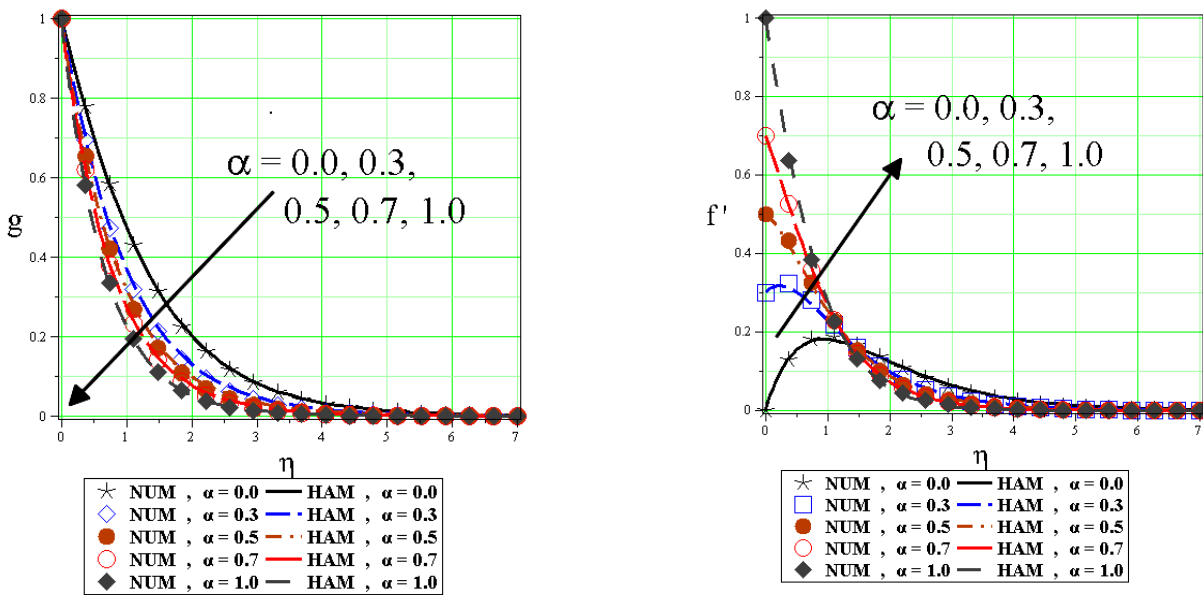 1
0.8
0.6
g
0.4
0.2
0
α = 0.0, 0.3,
0.5, 0.7, 1.0
0 1 2 3 4 5 6 7
η
NUM , α = 0.0 HAM , α = 0.0
NUM , α = 0.3 HAM , α = 0.3
NUM , α = 0.5 HAM , α = 0.5
NUM , α = 0.7 HAM , α = 0.7
NUM , α = 1.0 HAM , α = 1.0
1
0.8
0.6
f '
0.4
0.2
0
α = 0.0, 0.3,
0.5, 0.7, 1.0
0 1 2 3 4 5 6 7
η
NUM , α = 0.0 HAM , α = 0.0
NUM , α = 0.3 HAM , α = 0.3
NUM , α = 0.5 HAM , α = 0.5
NUM , α = 0.7 HAM , α = 0.7
NUM , α = 1.0 HAM , α = 1.0